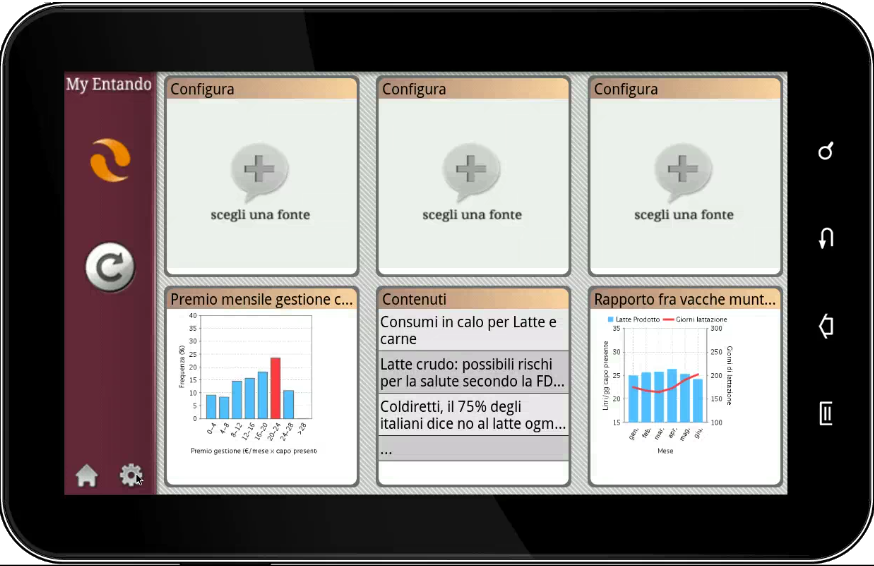 My Entando
Configura
scegli una fonte
Configura
scegli una fonte
Configura
scegli una fonte
Premio mensile gestione c...
40
35
30
25
20
15
10
5
0
Frequenza (%)
0-4
4-8
8-12
12-16
16-20
20-24
24-28
>28
Premio gestione (€/mese × capo present
Contenuti
Consumi in calo per Latte e
carne
Latte crudo: possibili rischi
per la salute secondo la FD...
Coldiretti, il 75% degli
italiani dice no al latte ogm...
...
Rapporto fra vacche munt...
Latte Prodotto
Giorni lattazione
35
30
25
20
15
Litri/gg capo presente
300
250
200
150
100
Giorni di lattazione
gen.
feb.
mar.
apr.
mag.
giu.
Mese